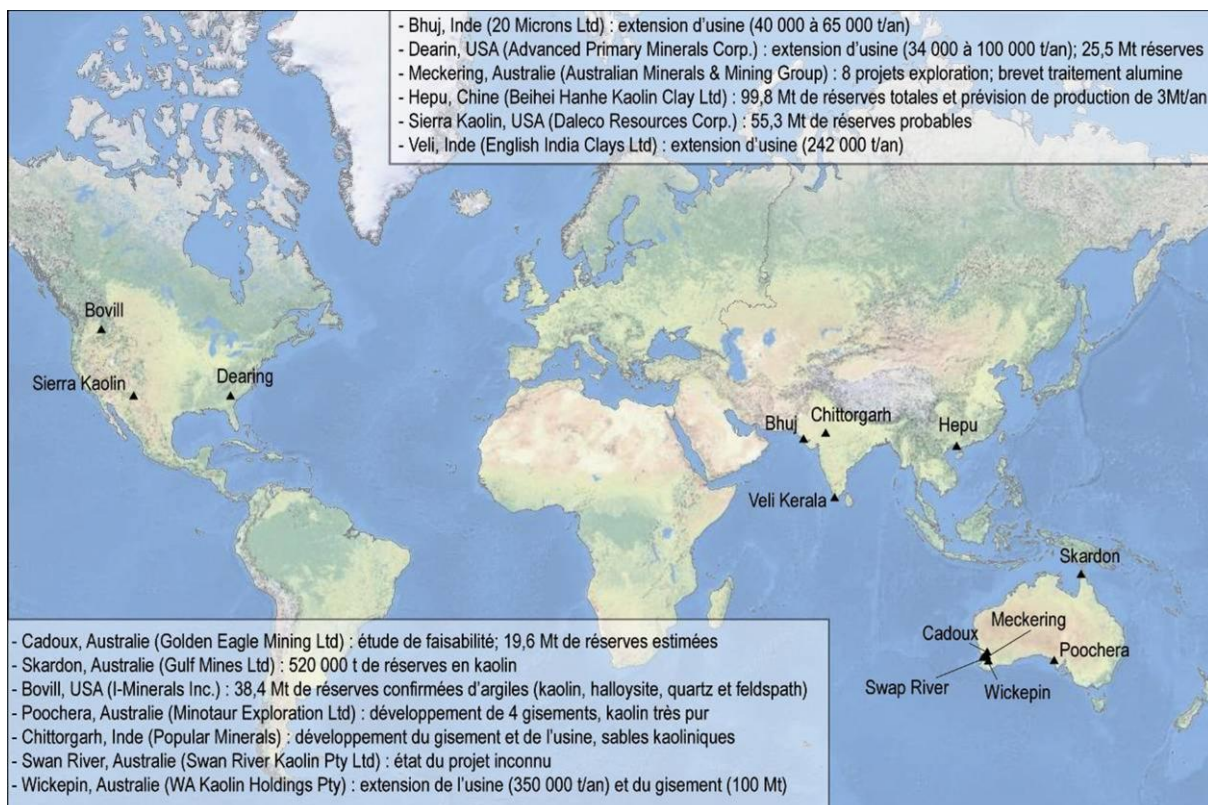 - Bhuj, Inde (20 Microns Ltd) : extension d'usine (40 000 à 65 000 t/an)
- Dearin, USA (Advanced Primary Minerals Corp.) : extension d'usine (34 000 à 100 000 t/an); 25,5 Mt réserves
- Meckering, Australie (Australian Minerals & Mining Group) : 8 projets exploration; brevet traitement alumine
- Hepu, Chine (Beihei Hanhe Kaolin Clay Ltd) : 99,8 Mt de réserves totales et prévision de production de 3Mt/an
- Sierra Kaolin, USA (Daleco Resources Corp.) : 55,3 Mt de réserves probables
- Veli, Inde (English India Clays Ltd) : extension d'usine (242 000 t/an)
Bovill
Sierra Kaolin
Dearing
Bhuj
Chittorgarh
Hepu
Veli Kerala
Skardon
Meckering
Cadoux
Poochera
Swap River
Wickepin
- Cadoux, Australie (Golden Eagle Mining Ltd) : étude de faisabilité; 19,6 Mt de réserves estimées
- Skardon, Australie (Gulf Mines Ltd) : 520 000 t de réserves en kaolin
- Bovill, USA (I-Minerals Inc.) : 38,4 Mt de réserves confirmées d'argiles (kaolin, halloysite, quartz et feldspath)
- Poochera, Australie (Minotaur Exploration Ltd) : développement de 4 gisements, kaolin très pur
- Chittorgarh, Inde (Popular Minerals) : développement du gisement et de l'usine, sables kaoliniques
- Swan River, Australie (Swan River Kaolin Pty Ltd) : état du projet inconnu
- Wickepin, Australie (WA Kaolin Holdings Pty) : extension de l'usine (350 000 t/an) et du gisement (100 Mt)